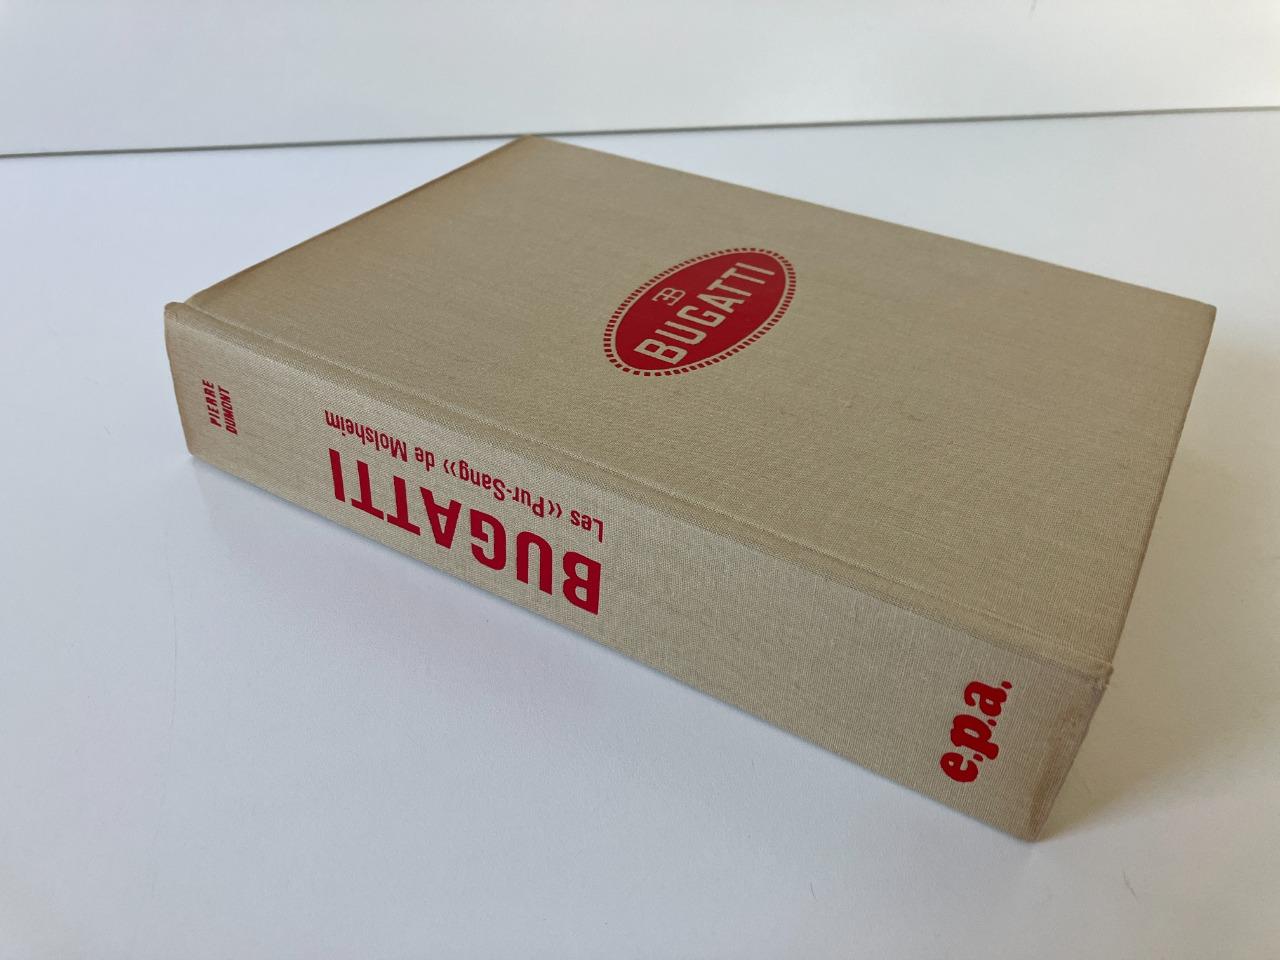 EB
BUGATTI
PIERRE
DUMONT
BUGATTI
Les ‹‹Pur-Sang›› de Molsheim
e.p.a.